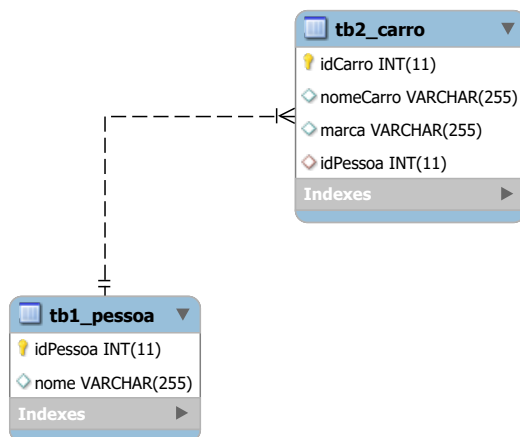 tb2_carro
idCarro INT(11)
nomeCarro VARCHAR(255)
marca VARCHAR(255)
idPessoa INT(11)
Indexes
tb1_pessoa
idPessoa INT(11)
nome VARCHAR(255)
Indexes